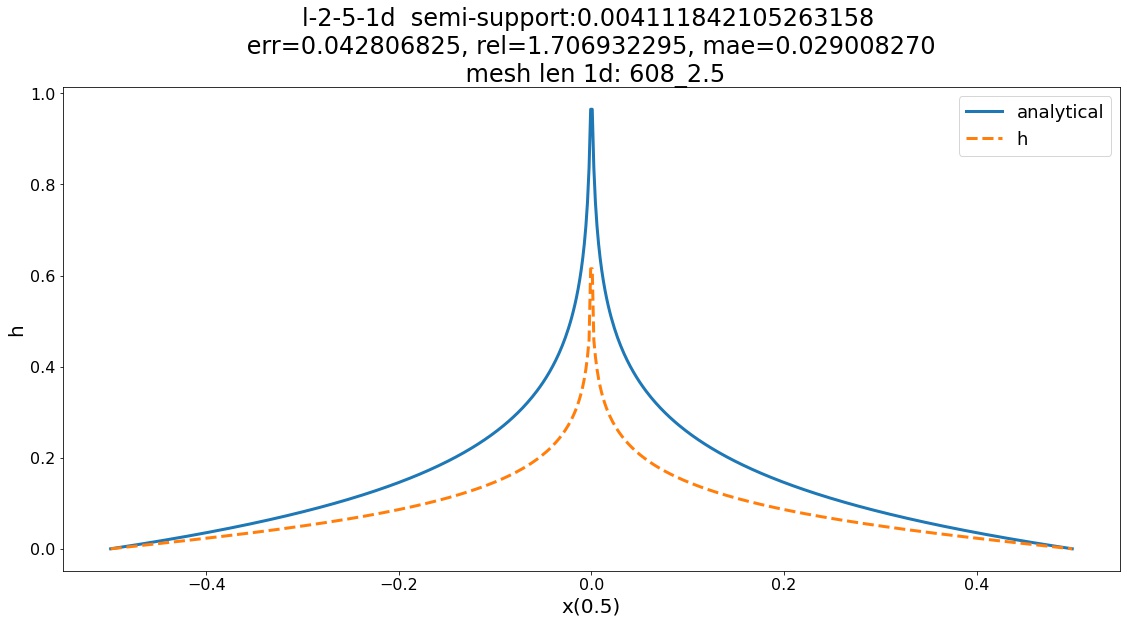 l-2-5-1d  semi-support:0.004111842105263158
err=0.042806825, rel=1.706932295, mae=0.029008270
mesh len 1d: 608_2.5
1.0
0.8
0.6
0.4
0.2
0.0
h
analytical
h
−0.4
−0.2
0.0
0.2
0.4
x(0.5)